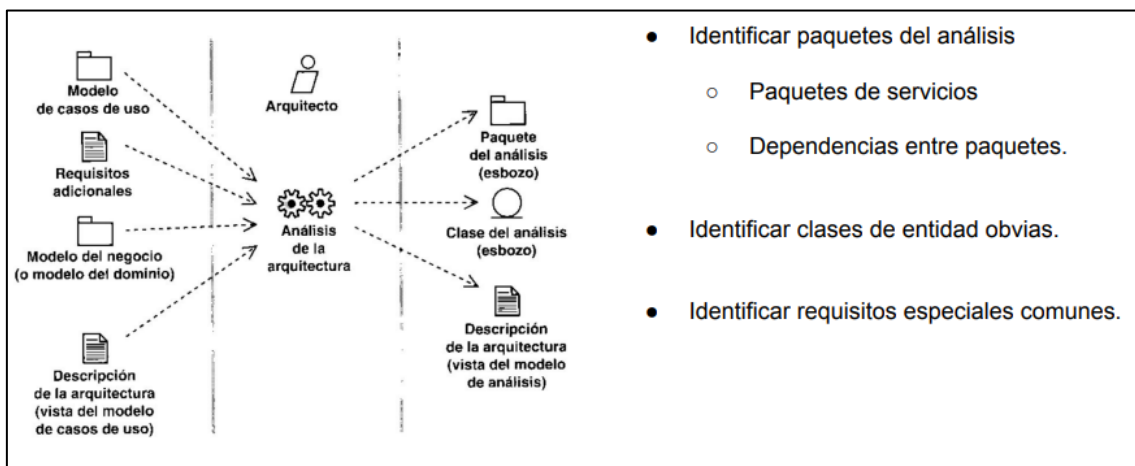 Modelo
de casos de uso
Requisitos
adicionales
Modelo del negocio
(o modelo del dominio)
Descripción
de la arquitectura
(vista del modelo
de casos de uso)
Arquitecto
Análisis
de la
arquitectura
Paquete
del análisis
(esbozo)
Clase del análisis
(esbozo)
Descripción
de la arquitectura
(vista del modelo
de análisis)
● Identificar paquetes del análisis
○ Paquetes de servicios
○ Dependencias entre paquetes.
● Identificar clases de entidad obvias.
● Identificar requisitos especiales comunes.